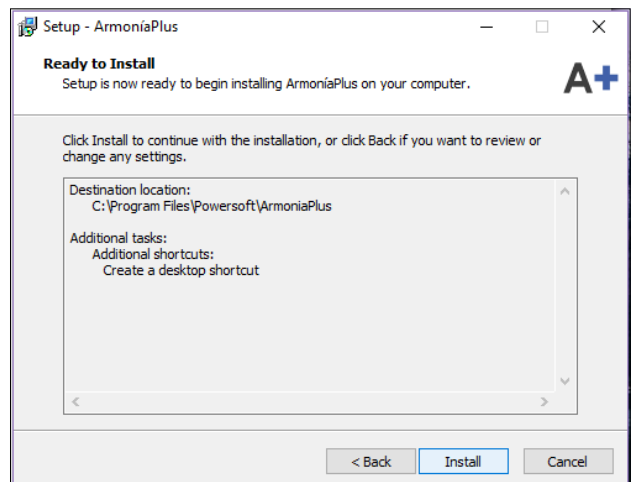 Setup - ArmoníaPlus
Ready to Install
Setup is now ready to begin installing ArmoníaPlus on your computer.
A+
Click Install to continue with the installation, or click Back if you want to review or
change any settings.
Destination location:
C:\Program Files\Powersoft\ArmoniaPlus
Additional tasks:
Additional shortcuts:
Create a desktop shortcut
< Back
Install
Cancel